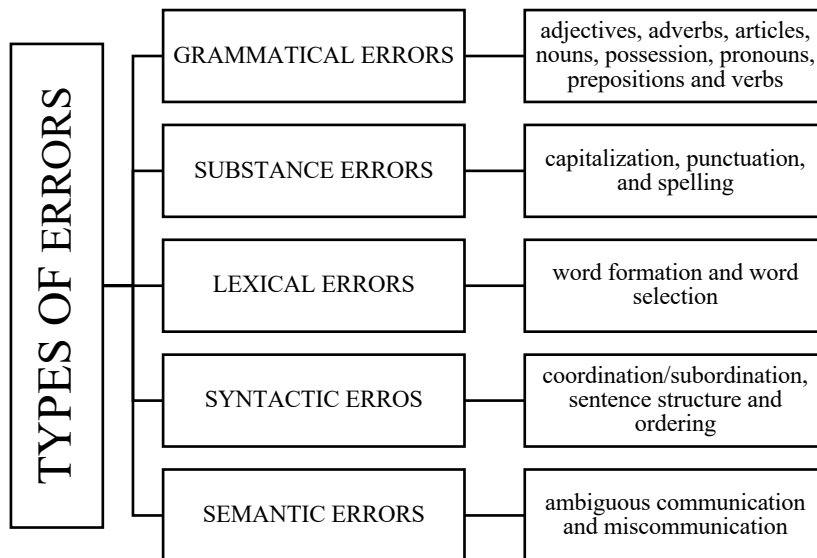 TYPES OF ERRORS
GRAMMATICAL ERRORS
adjectives, adverbs, articles,
nouns, possession, pronouns,
prepositions and verbs
SUBSTANCE ERRORS
capitalization, punctuation,
and spelling
LEXICAL ERRORS
word formation and word
selection
SYNTACTIC ERROS
coordination/subordination,
sentence structure and
ordering
SEMANTIC ERRORS
ambiguous communication
and miscommunication